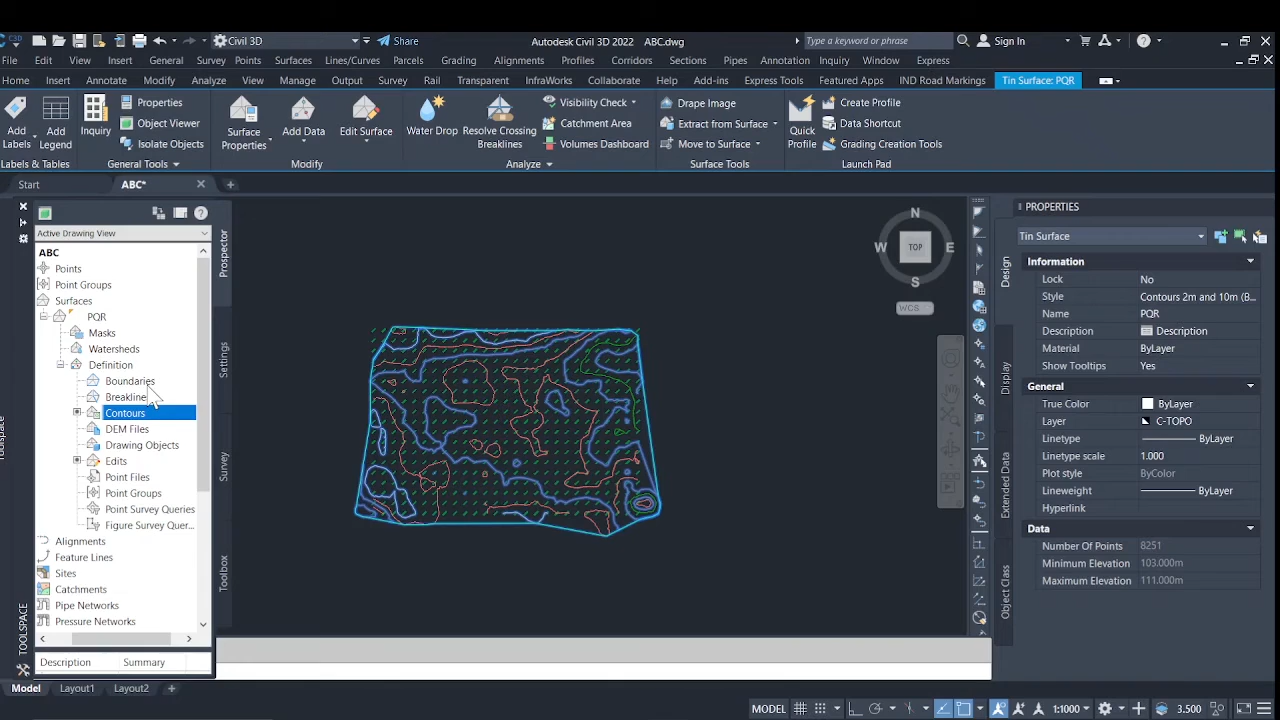 C3D Civil 3D Share Autodesk Civil 3D 2022 ABC.dwg Type a keyword or phrase Sign In
File Edit View Insert General Survey Points Surfaces Lines/Curves Parcels Grading Alignments Profiles Corridors Sections Pipes Annotation Inquiry Window Express
Home Insert Annotate Modify Analyze View Manage Output Survey Rail Transparent InfraWorks Collaborate Help Add-ins Express Tools Featured Apps IND Road Markings Tin Surface: PQR
Properties Visibility Check Drape Image Create Profile
Object Viewer Catchment Area Extract from Surface Data Shortcut
Isolate Objects Volumes Dashboard Move to Surface Grading Creation Tools
Add Labels Add Legend Inquiry Surface Properties Add Data Edit Surface Water Drop Resolve Crossing Breaklines Quick Profile
Labels & Tables General Tools Modify Analyze Surface Tools Launch Pad
Start ABC*
Active Drawing View
ABC
Points
Point Groups
Surfaces
PQR
Masks
Watersheds
Definition
Boundaries
Breakline
Contours
DEM Files
Drawing Objects
Edits
Point Files
Point Groups
Point Survey Queries
Figure Survey Quer...
Alignments
Feature Lines
Sites
Catchments
Pipe Networks
Pressure Networks
Description Summary
TOOLSPACE
Prospector
Settings
Survey
Toolbox
N
W TOP E
S
WCS
PROPERTIES
Tin Surface
Information
Lock No
Style Contours 2m and 10m (B...
Name PQR
Description Description
Material ByLayer
Show Tooltips Yes
General
True Color ByLayer
Layer C-TOPO
Linetype ByLayer
Linetype scale 1.000
Plot style ByColor
Lineweight ByLayer
Hyperlink
Data
Number Of Points 8251
Minimum Elevation 103.000m
Maximum Elevation 111.000m
Design
Display
Extended Data
Object Class
Model Layout1 Layout2
MODEL 1:1000 3.500